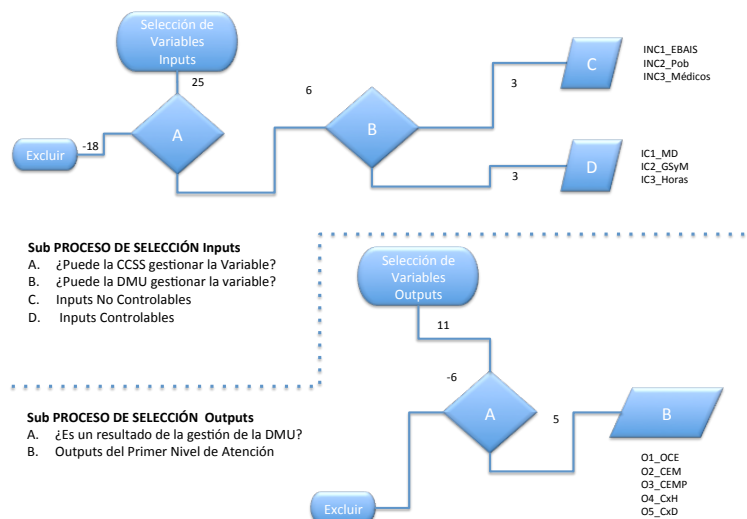 Selección de
Variables
Inputs
25
A
-18
Excluir
6
B
3
C
INC1_EBAIS
INC2_Pob
INC3_Médicos
3
D
IC1_MD
IC2_GSyM
IC3_Horas
Sub PROCESO DE SELECCIÓN Inputs
A. ¿Puede la CCSS gestionar la Variable?
B. ¿Puede la DMU gestionar la variable?
C. Inputs No Controlables
D. Inputs Controlables
Selección de
Variables
Outputs
11
-6
A
5
B
Excluir
O1_OCE
O2_CEM
O3_CEMP
O4_CxH
O5_CxD
Sub PROCESO DE SELECCIÓN Outputs
A. ¿Es un resultado de la gestión de la DMU?
B. Outputs del Primer Nivel de Atención